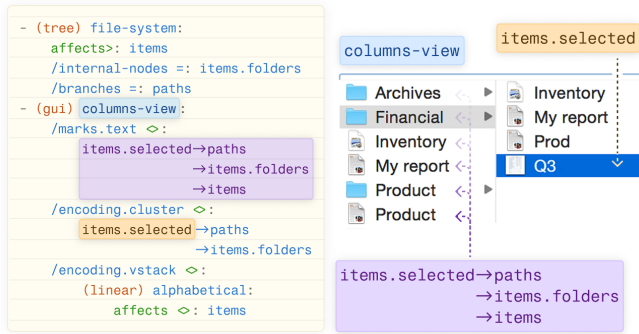 - (tree) file-system:
affects>: items
/internal-nodes =: items.folders
/branches =: paths
- (gui) columns-view:
/marks.text <>:
items.selected→paths
→items.folders
→items
/encoding.cluster <>:
items.selected→paths
→items.folders
/encoding.vstack <>:
(linear) alphabetical:
affects <>: items
items.selected
columns-view
Archives
Financial
Inventory
My report
Product
Product
Inventory
My report
Prod
Q3
items.selected→paths
→items.folders
→items